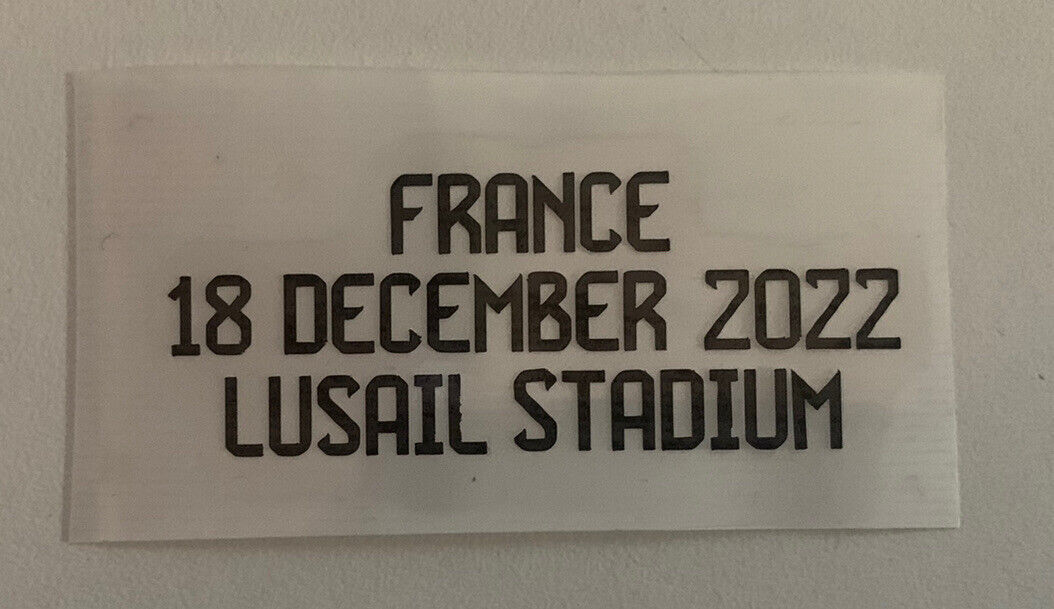 FRANCE
18 DECEMBER 2022
LUSAIL STADIUM